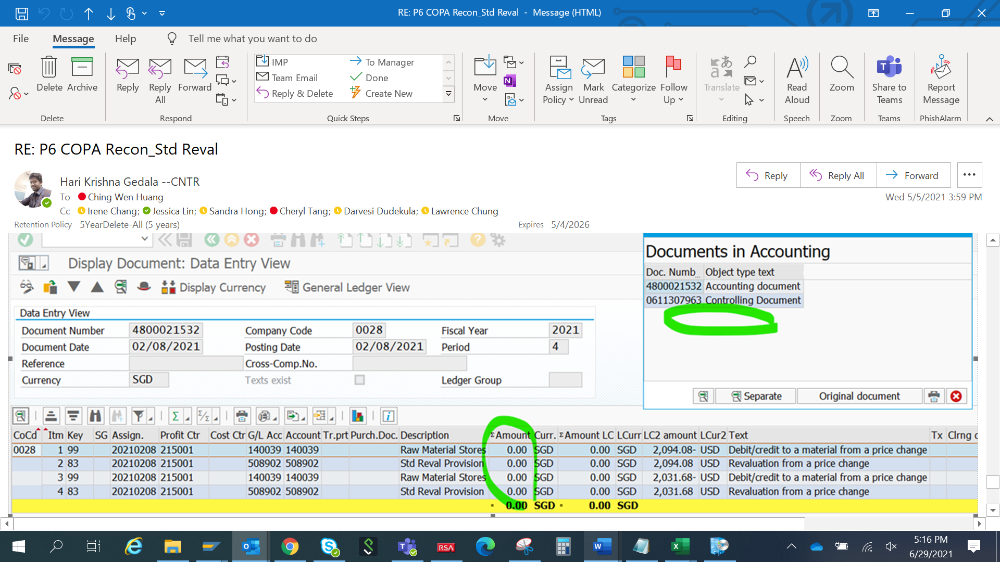 RE: P6 COPA Recon_Std Reval - Message (HTML)
File Message Help Tell me what you want to do
Delete Archive
Reply Reply All Forward
IMP To Manager
Team Email Done
Reply & Delete Create New
Move
Assign Policy Mark Unread Categorize Follow Up
Translate
Read Aloud
Zoom
Share to Teams
Report Message
Delete Respond Quick Steps Move Tags Editing Speech Zoom Teams PhishAlarm
RE: P6 COPA Recon_Std Reval
Hari Krishna Gedala --CNTR
Reply Reply All Forward
To Ching Wen Huang
Wed 5/5/2021 3:59 PM
Cc Irene Chang; Jessica Lin; Sandra Hong; Cheryl Tang; Darvesi Dudekula; Lawrence Chung
Retention Policy 5YearDelete-All (5 years) Expires 5/4/2026
Display Document: Data Entry View
Display Currency General Ledger View
Data Entry View
Document Number 4800021532 Company Code 0028 Fiscal Year 2021
Document Date 02/08/2021 Posting Date 02/08/2021 Period 4
Reference Cross-Comp.No.
Currency SGD Texts exist Ledger Group
Documents in Accounting
Doc. Numb... Object type text
4800021532 Accounting document
0611307963 Controlling Document
Separate Original document
CoCd Itm Key SG Assign. Profit Ctr Cost Ctr G/L Acc Account Tr.prt Purch.Doc. Description Σ Amount Curr. Σ Amount LC LCurr LC2 amount LCur2 Text Tx Clrng
0028 1 99 20210208 215001 140039 140039 Raw Material Stores 0.00 SGD 0.00 SGD 2,094.08- USD Debit/credit to a material from a price change
2 83 20210208 215001 508902 508902 Std Reval Provision 0.00 SGD 0.00 SGD 2,094.08 USD Revaluation from a price change
3 99 20210208 215001 140039 140039 Raw Material Stores 0.00 SGD 0.00 SGD 2,031.68- USD Debit/credit to a material from a price change
4 83 20210208 215001 508902 508902 Std Reval Provision 0.00 SGD 0.00 SGD 2,031.68 USD Revaluation from a price change
0.00 SGD 0.00 SGD
RSA
5:16 PM
6/29/2021